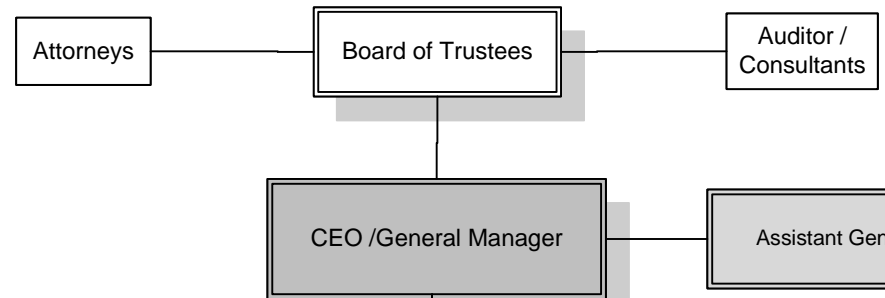 Attorneys
Board of Trustees
Auditor /
Consultants
CEO /General Manager
Assistant Gen